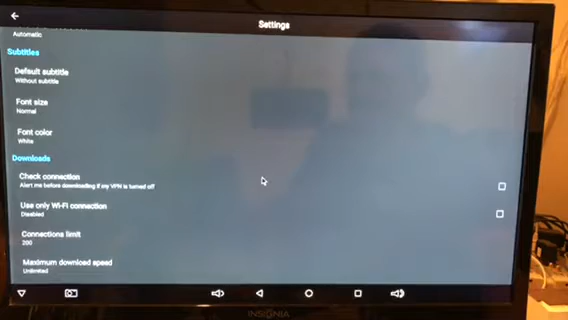 Settings
Automatic
Subtitles
Default subtitle
Without subtitle
Font size
Normal
Font color
White
Downloads
Check connection
Alert me before downloading if my VPN is turned off
Use only Wi-Fi connection
Disabled
Connections limit
200
Maximum download speed
Unlimited
INSIGNIA